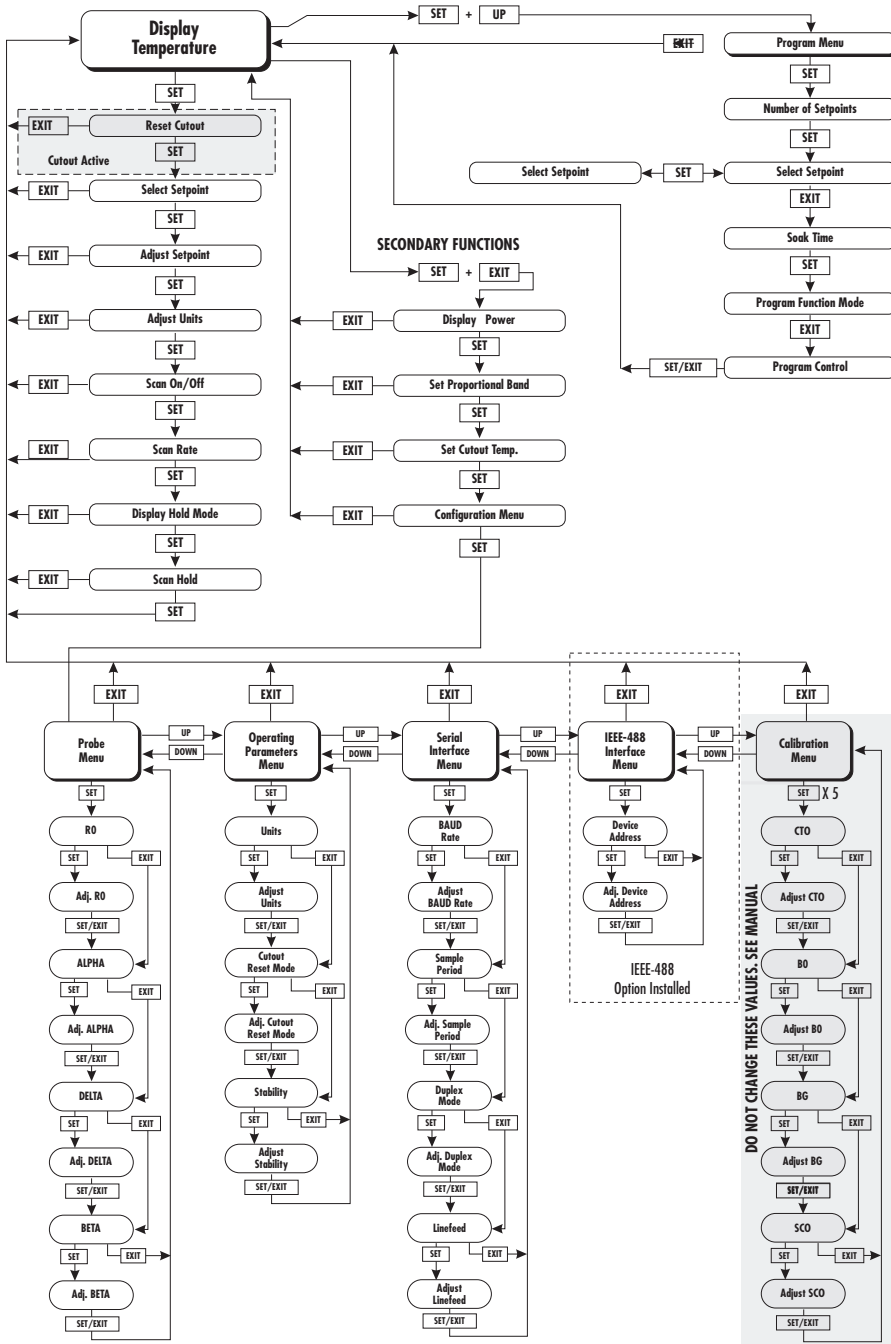 Display
Temperature
SET + UP
EXIT
Program Menu
SET
SET
Number of Setpoints
EXIT
Reset Cutout
SET
SET
Cutout Active
Select Setpoint
SET
Select Setpoint
EXIT
Select Setpoint
EXIT
SET
Soak Time
SECONDARY FUNCTIONS
EXIT
Adjust Setpoint
SET
SET + EXIT
SET
Program Function Mode
EXIT
Adjust Units
EXIT
Display Power
EXIT
SET
SET
SET/EXIT
Program Control
EXIT
Scan On/Off
EXIT
Set Proportional Band
SET
SET
EXIT
Scan Rate
EXIT
Set Cutout Temp.
SET
SET
EXIT
Display Hold Mode
EXIT
Configuration Menu
SET
SET
EXIT
Scan Hold
SET
EXIT
EXIT
EXIT
EXIT
EXIT
Probe
Menu
UP
DOWN
Operating
Parameters
Menu
UP
DOWN
Serial
Interface
Menu
UP
DOWN
IEEE-488
Interface
Menu
UP
DOWN
Calibration
Menu
SET
R0
SET
EXIT
Adj. R0
SET/EXIT
ALPHA
SET
EXIT
Adj. ALPHA
SET/EXIT
DELTA
SET
EXIT
Adj. DELTA
SET/EXIT
BETA
SET
EXIT
Adj. BETA
SET/EXIT
SET
Units
SET
EXIT
Adjust
Units
SET/EXIT
Cutout
Reset Mode
SET
EXIT
Adj. Cutout
Reset Mode
SET/EXIT
Stability
SET
EXIT
Adjust
Stability
SET/EXIT
SET
BAUD
Rate
SET
EXIT
Adjust
BAUD Rate
SET/EXIT
Sample
Period
SET
EXIT
Adj. Sample
Period
SET/EXIT
Duplex
Mode
SET
EXIT
Adj. Duplex
Mode
SET/EXIT
Linefeed
SET
EXIT
Adjust
Linefeed
SET/EXIT
SET
Device
Address
SET
EXIT
Adj. Device
Address
SET/EXIT
IEEE-488
Option Installed
SET X 5
CTO
SET
EXIT
Adjust CTO
SET/EXIT
B0
SET
EXIT
Adjust B0
SET/EXIT
BG
SET
EXIT
Adjust BG
SET/EXIT
SCO
SET
EXIT
Adjust SCO
SET/EXIT
DO NOT CHANGE THESE VALUES. SEE MANUAL